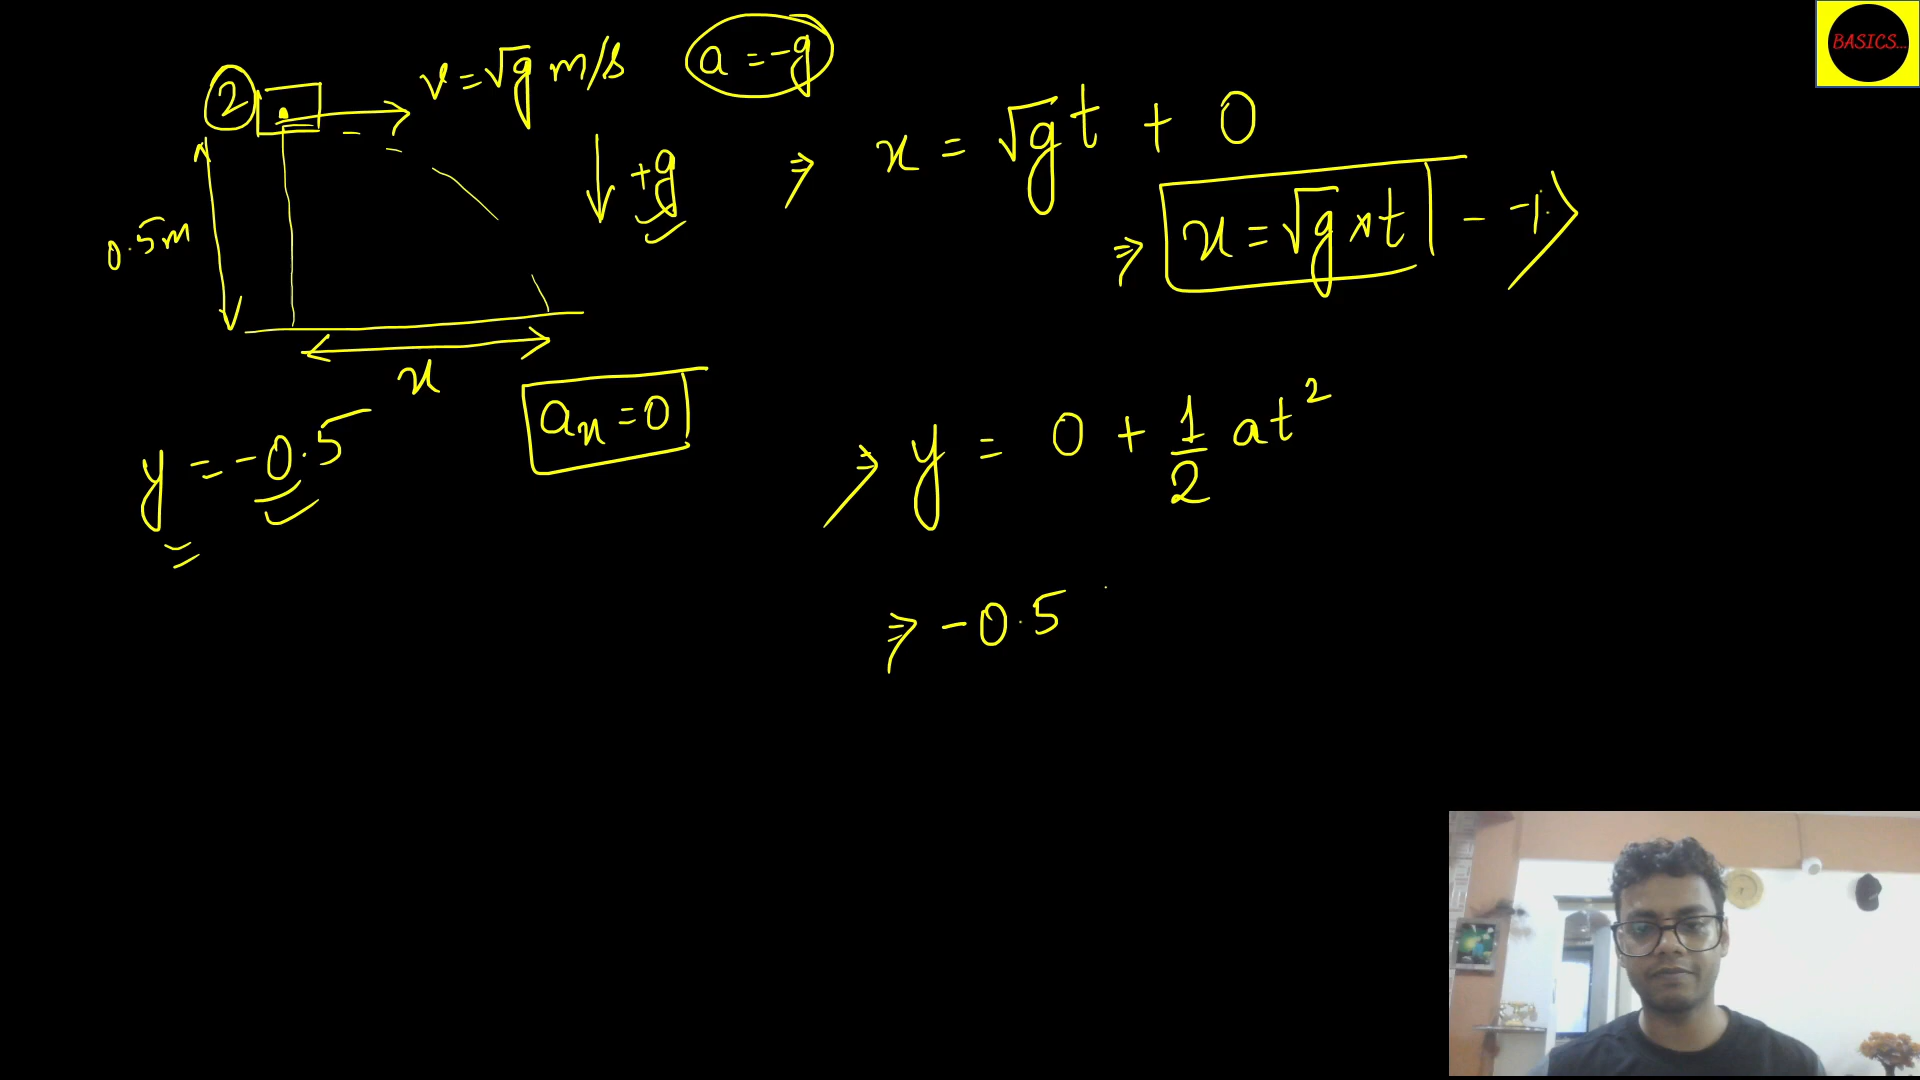 BASICS...
② v = √g m/s
a = -g
↓ +g
0.5m
x
y = -0.5
aₓ = 0
⇒ x = √g t + 0
⇒ x = √g × t - - 1
⇒ y = 0 + 1/2 at²
⇒ -0.5